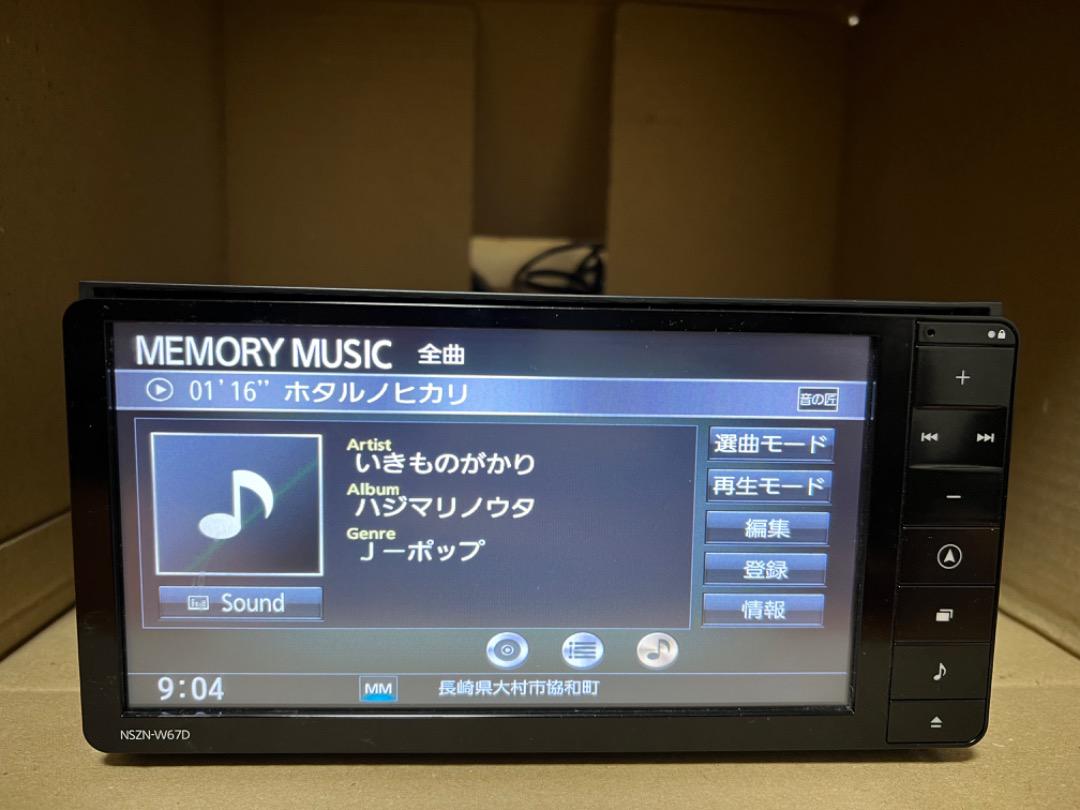 MEMORY MUSIC 全曲
01'16" ホタルノヒカリ
音の匠
Artist
いきものがかり
Album
ハジマリノウタ
Genre
J−ポップ
Sound
選曲モード
再生モード
編集
登録
情報
9:04
MM
長崎県大村市協和町
NSZN-W67D